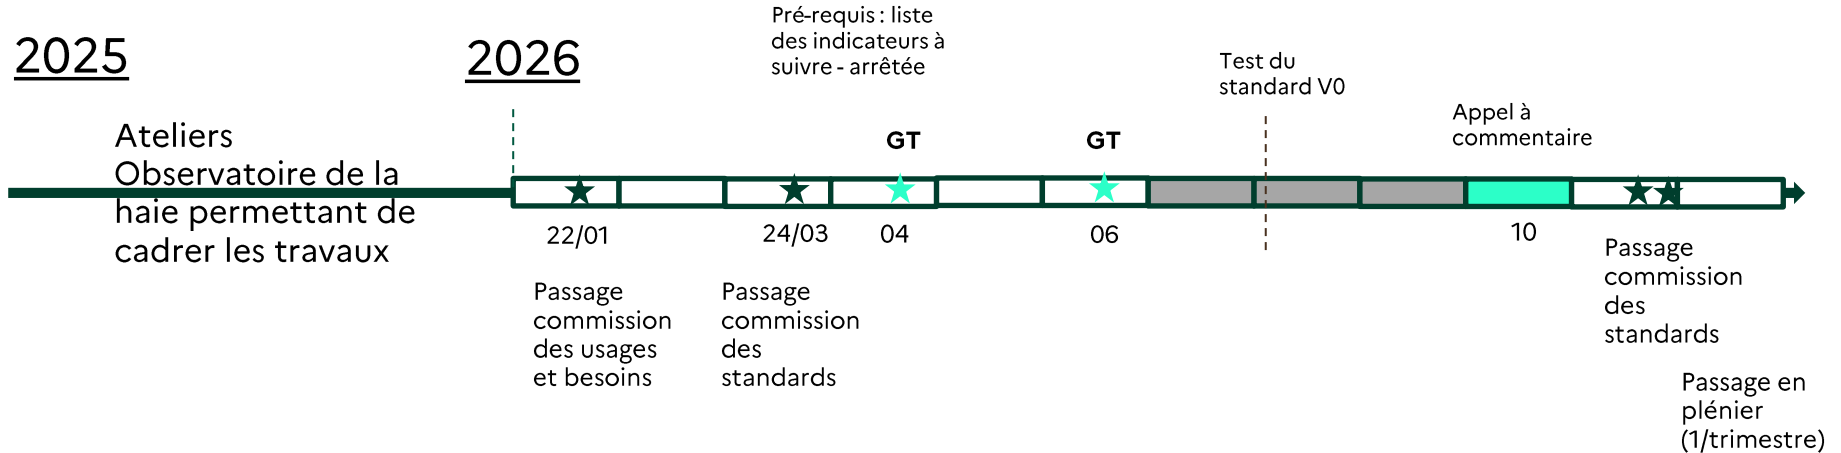 2025
Ateliers
Observatoire de la
haie permettant de
cadrer les travaux
2026
Pré-requis : liste
des indicateurs à
suivre - arrêtée
GT
GT
Test du
standard V0
Appel à
commentaire
22/01
24/03
04
06
10
Passage
commission
des usages
et besoins
Passage
commission
des
standards
Passage
commission
des
standards
Passage en
plénier
(1/trimestre)